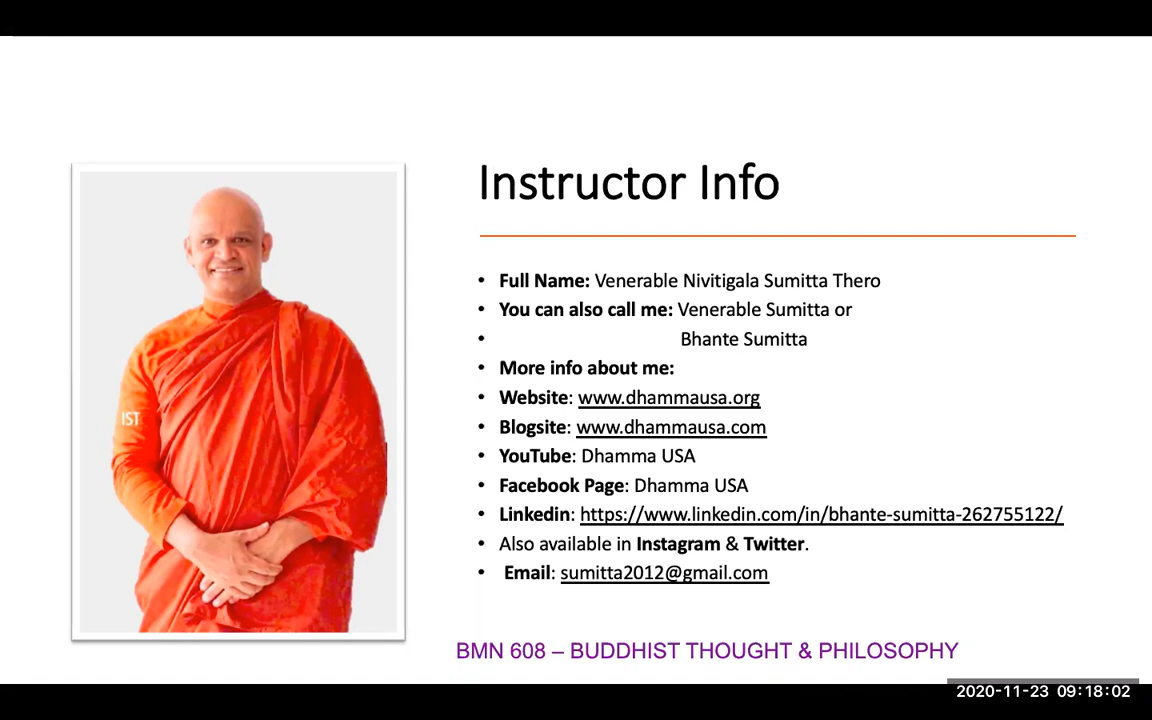 Instructor Info
• Full Name: Venerable Nivitigala Sumitta Thero
• You can also call me: Venerable Sumitta or
• Bhante Sumitta
• More info about me:
• Website: www.dhammausa.org
• Blogsite: www.dhammausa.com
• YouTube: Dhamma USA
• Facebook Page: Dhamma USA
• Linkedin: https://www.linkedin.com/in/bhante-sumitta-262755122/
• Also available in Instagram & Twitter.
• Email: sumitta2012@gmail.com
IST
BMN 608 – BUDDHIST THOUGHT & PHILOSOPHY
2020-11-23 09:18:02